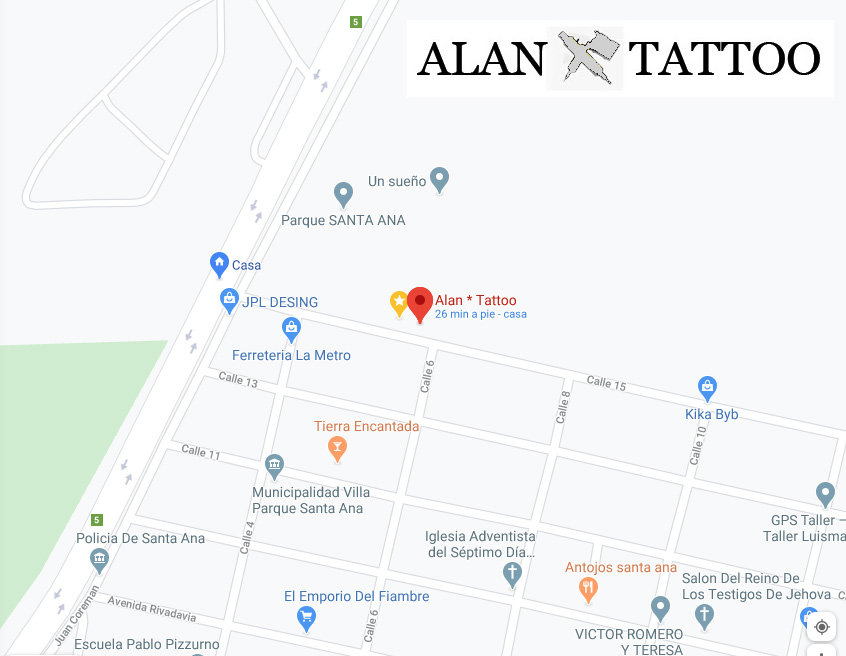 5
ALAN TATTOO
Un sueño
Parque SANTA ANA
Casa
JPL DESING
Alan * Tattoo
26 min a pie - casa
Ferreteria La Metro
Calle 13
Calle 6
Calle 15
Calle 8
Kika Byb
Tierra Encantada
Calle 11
Calle 10
Municipalidad Villa
Parque Santa Ana
GPS Taller –
Taller Luisma
5
Policia De Santa Ana
Calle 4
Iglesia Adventista
del Séptimo Día...
Antojos santa ana
Salon Del Reino De
Los Testigos De Jehova
El Emporio Del Fiambre
Avenida Rivadavia
Juan Coreman
Calle 6
VICTOR ROMERO
Y TERESA
Escuela Pablo Pizzurno